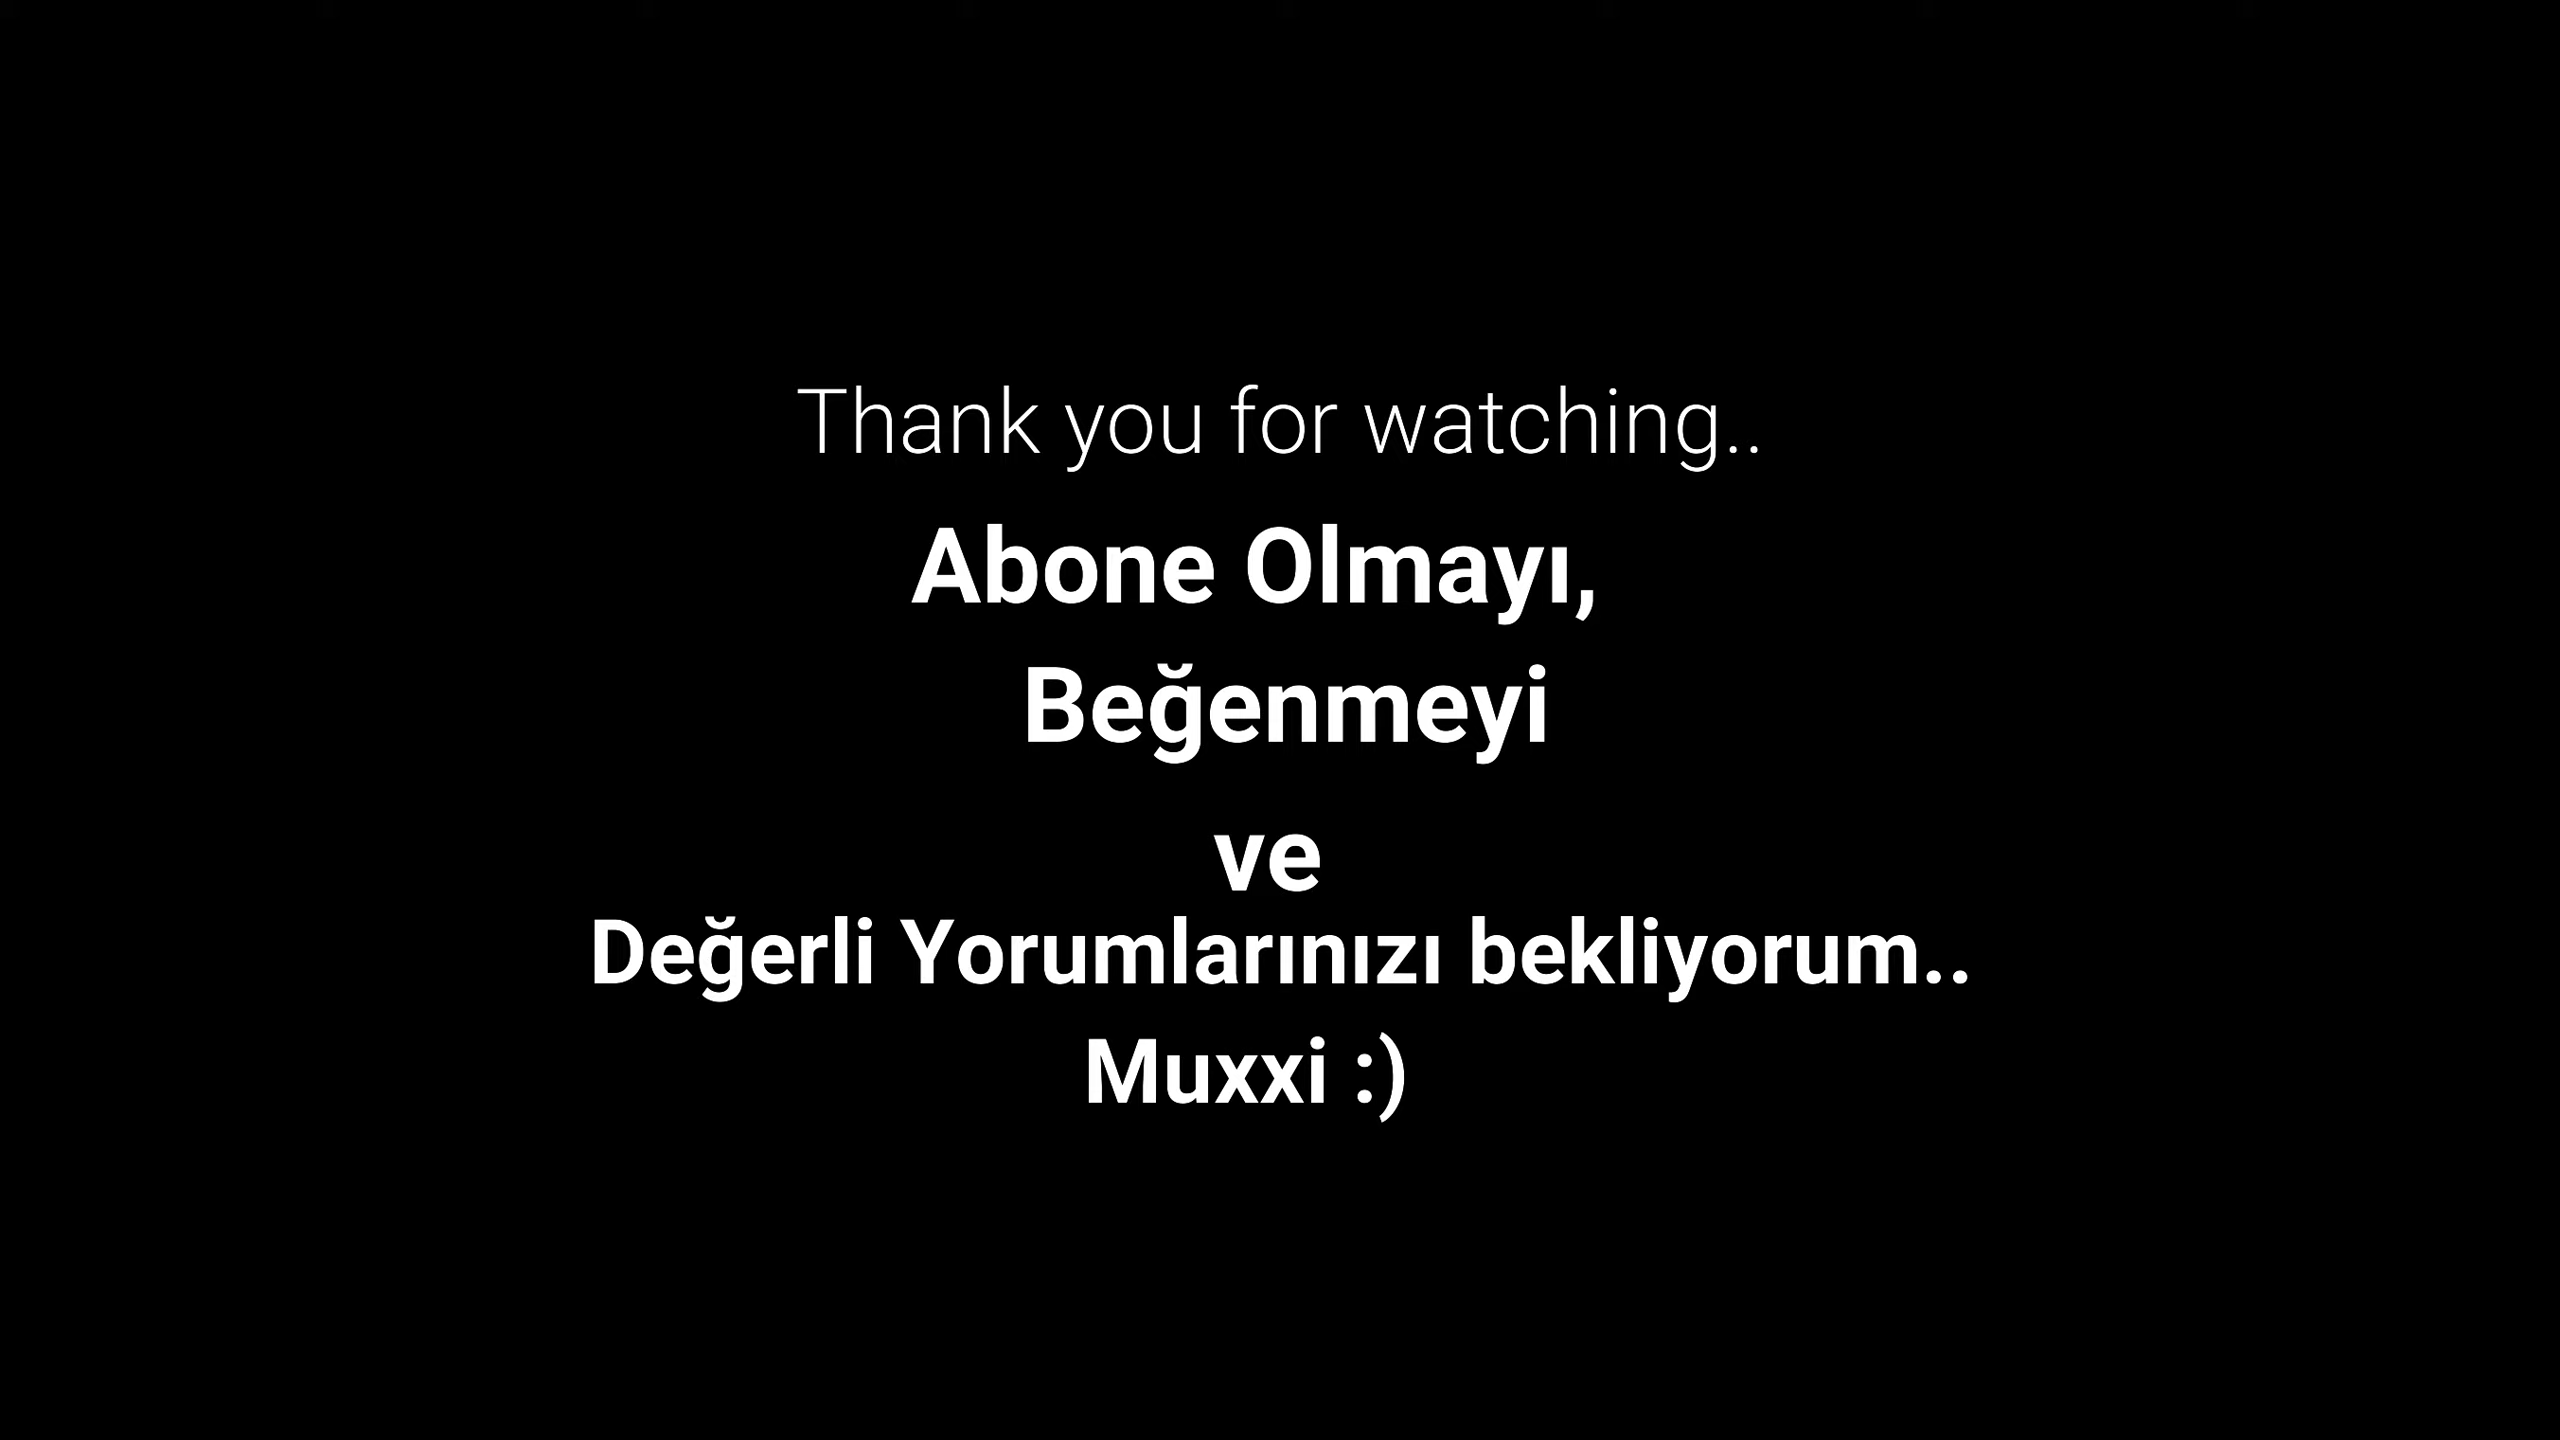 Thank you for watching..
Abone Olmayı,
Beğenmeyi
ve
Değerli Yorumlarınızı bekliyorum..
Muxxi :)